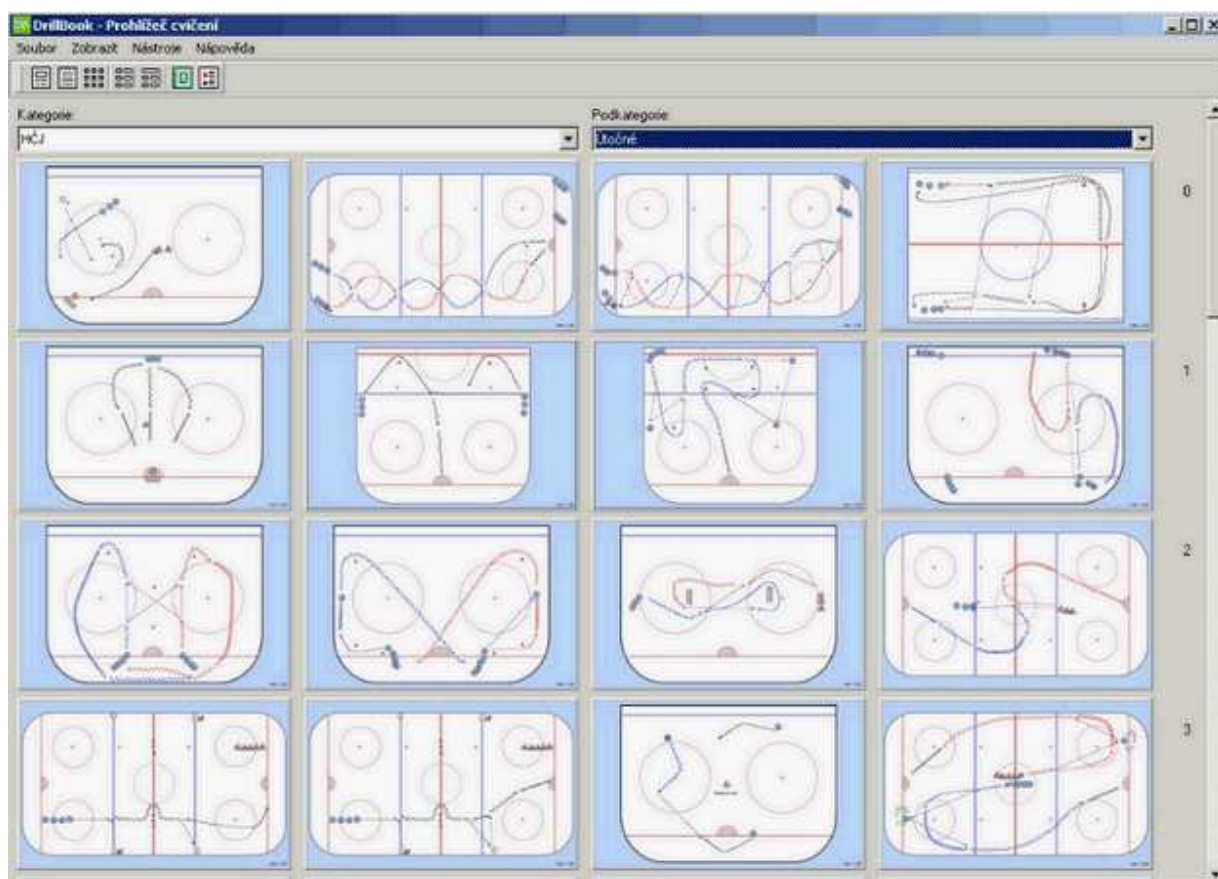 DrillBook - Prohlížeč cvičení
Soubor Zobrazit Nástroje Nápověda
Kategorie: Podkategorie:
HČJ Útočné
0
1
2
3